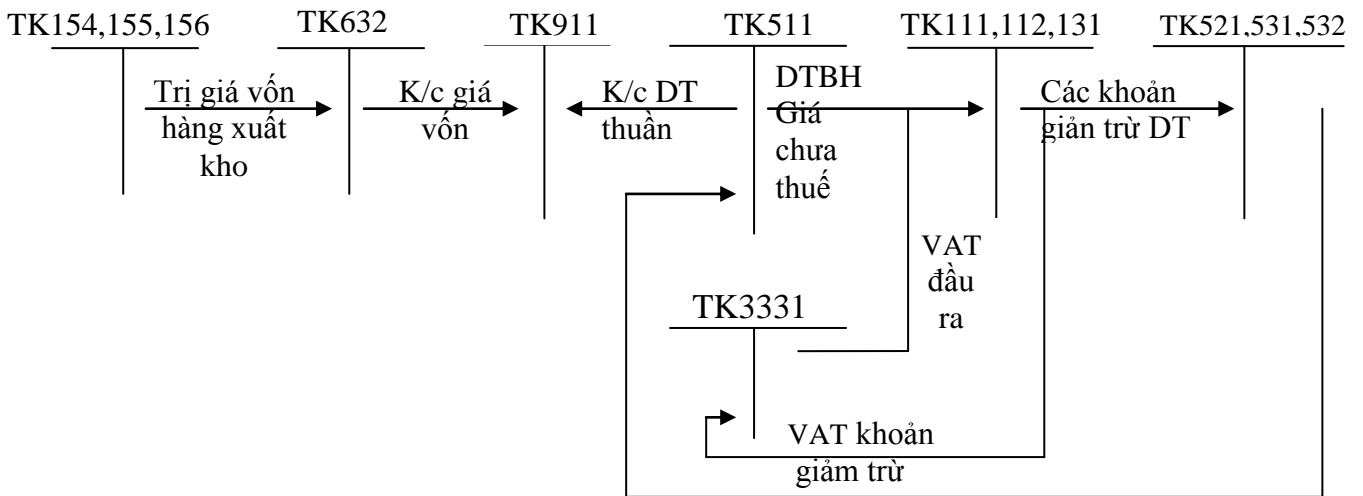 TK154,155,156
TK632
TK911
TK511
TK111,112,131
TK521,531,532
Trị giá vốn
hàng xuất
kho
K/c giá
vốn
K/c DT
thuần
DTBH
Giá
chưa
thuế
Các khoản
giản trừ DT
VAT
đầu
ra
TK3331
VAT khoản
giảm trừ